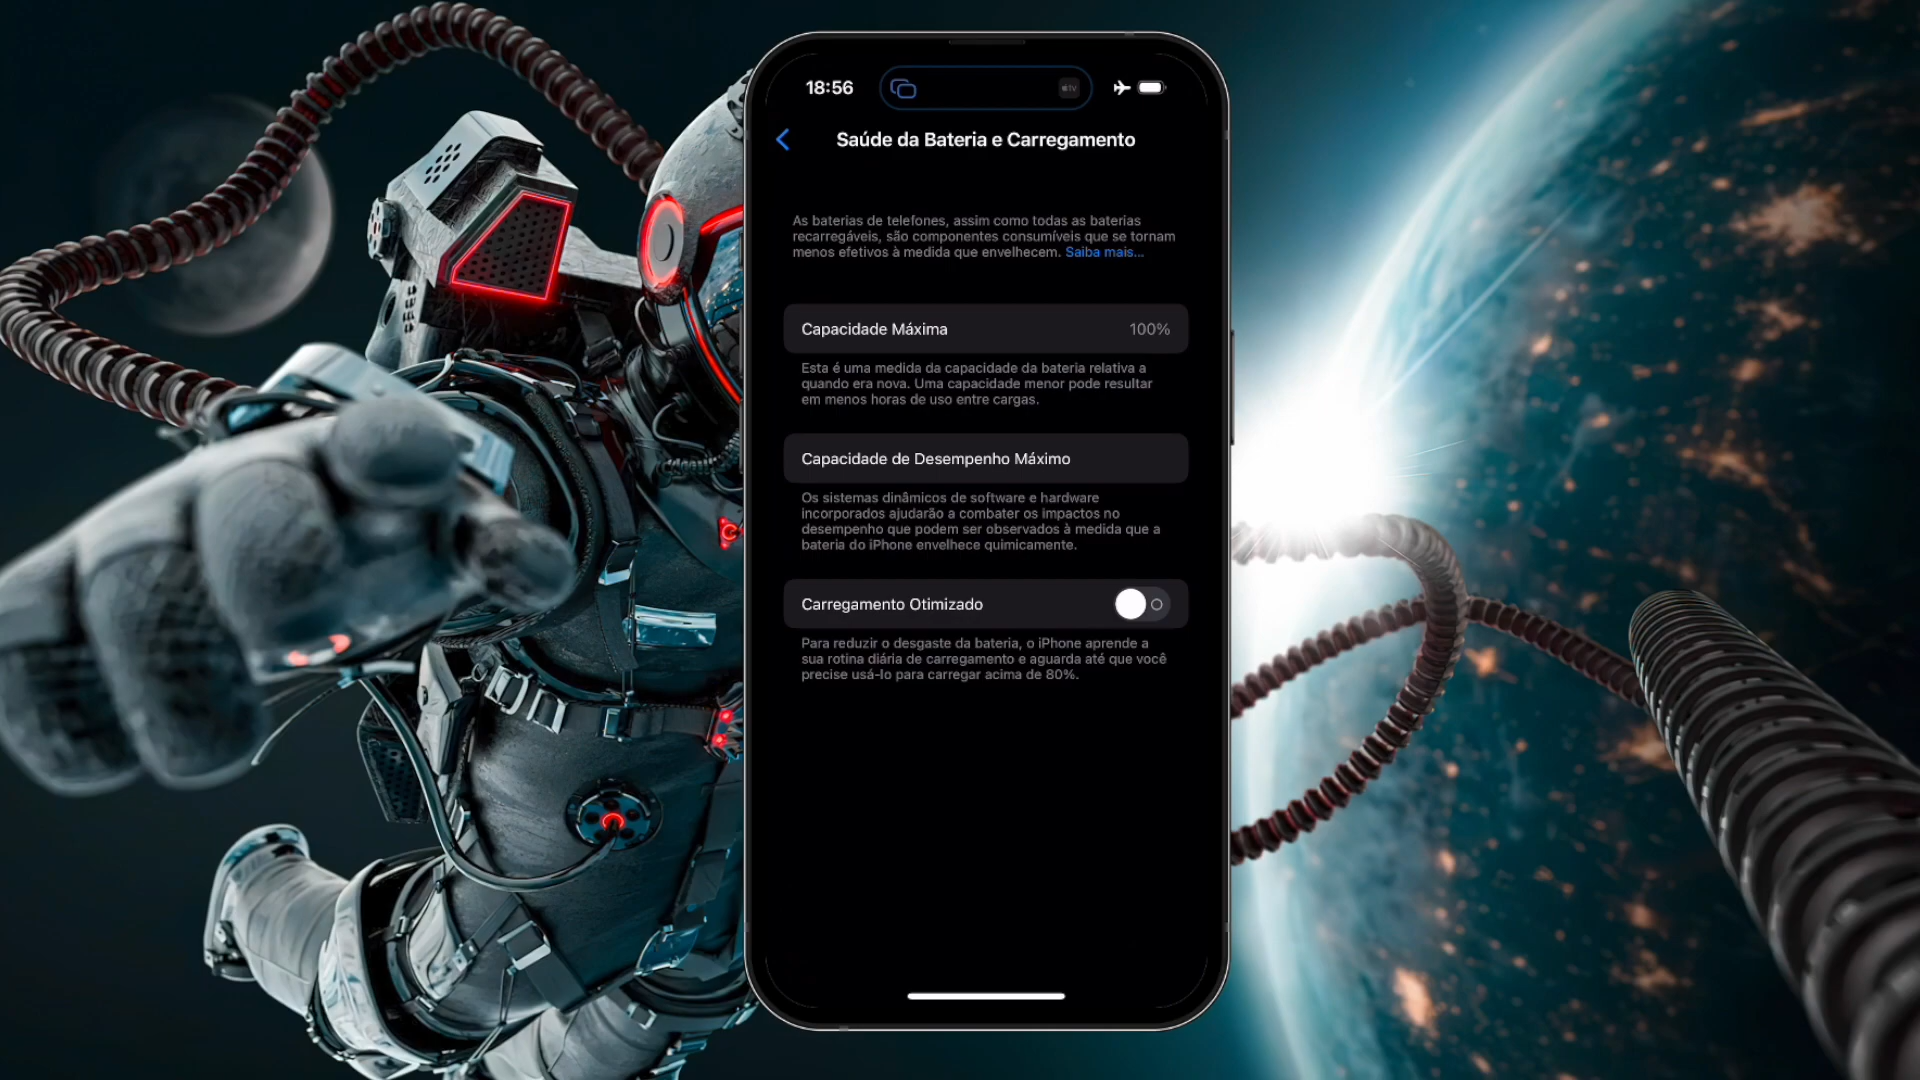 18:56
tv
Saúde da Bateria e Carregamento
As baterias de telefones, assim como todas as baterias
recarregáveis, são componentes consumíveis que se tornam
menos efetivos à medida que envelhecem. Saiba mais...
Capacidade Máxima 100%
Esta é uma medida da capacidade da bateria relativa a
quando era nova. Uma capacidade menor pode resultar
em menos horas de uso entre cargas.
Capacidade de Desempenho Máximo
Os sistemas dinâmicos de software e hardware
incorporados ajudarão a combater os impactos no
desempenho que podem ser observados à medida que a
bateria do iPhone envelhece quimicamente.
Carregamento Otimizado
Para reduzir o desgaste da bateria, o iPhone aprende a
sua rotina diária de carregamento e aguarda até que você
precise usá-lo para carregar acima de 80%.